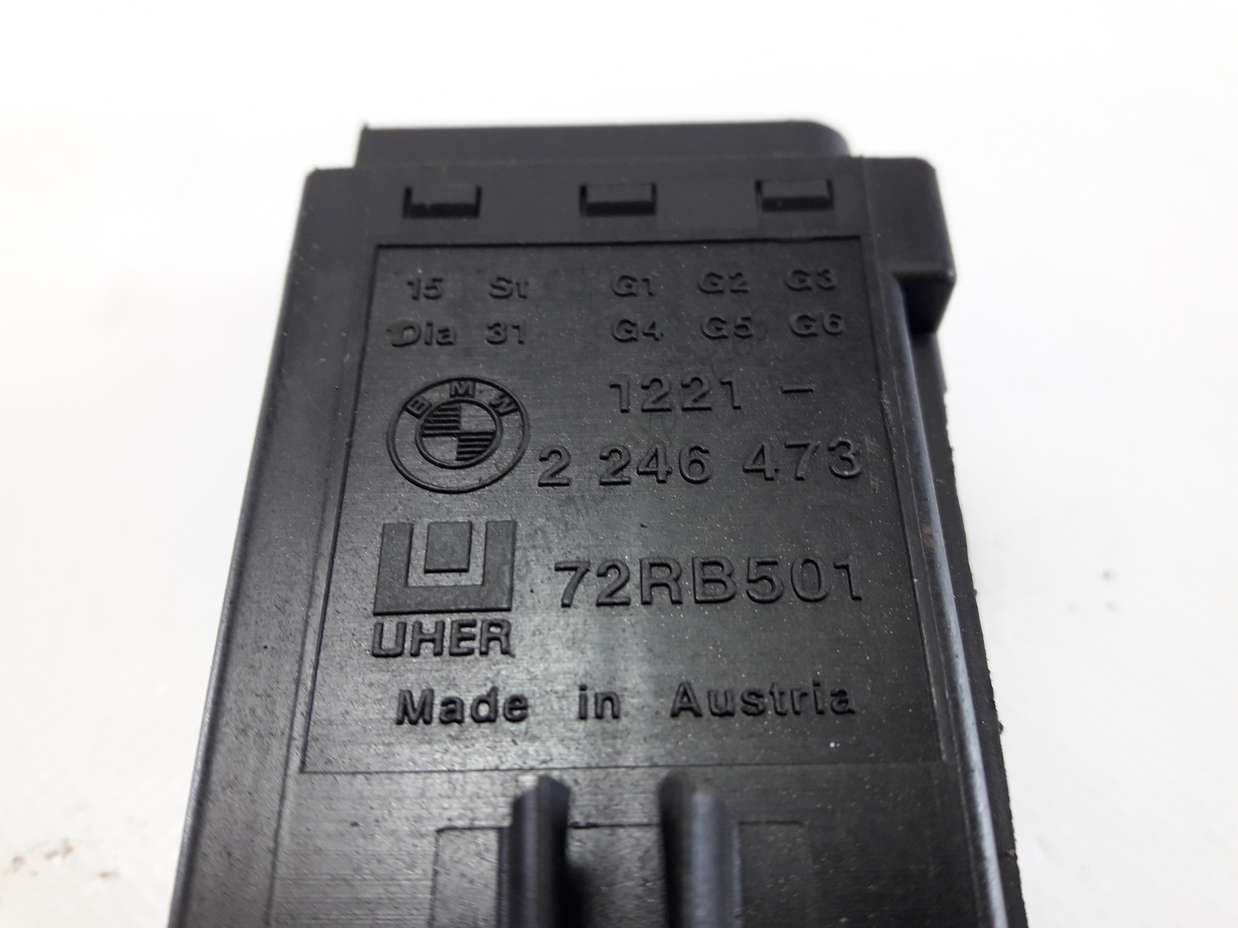 15 St G1 G2 G3
Dia 31 G4 G5 G6
BMW 1221 -
2 246 473
72RB501
UHER
Made in Austria